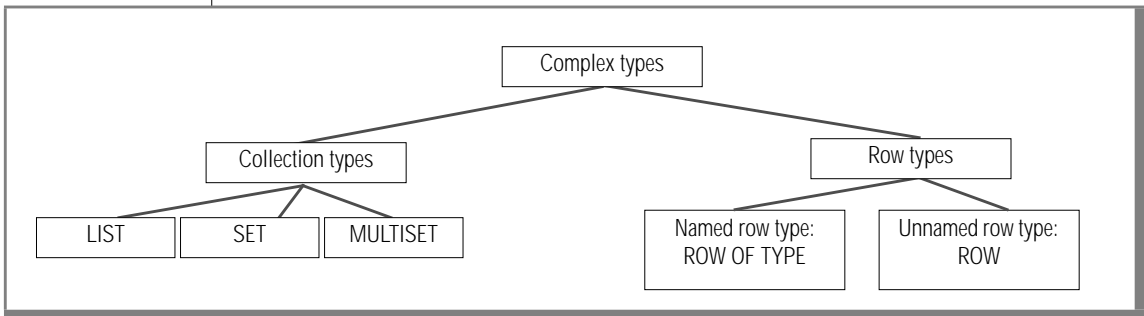 Complex types
Collection types
Row types
LIST
SET
MULTISET
Named row type:
ROW OF TYPE
Unnamed row type:
ROW